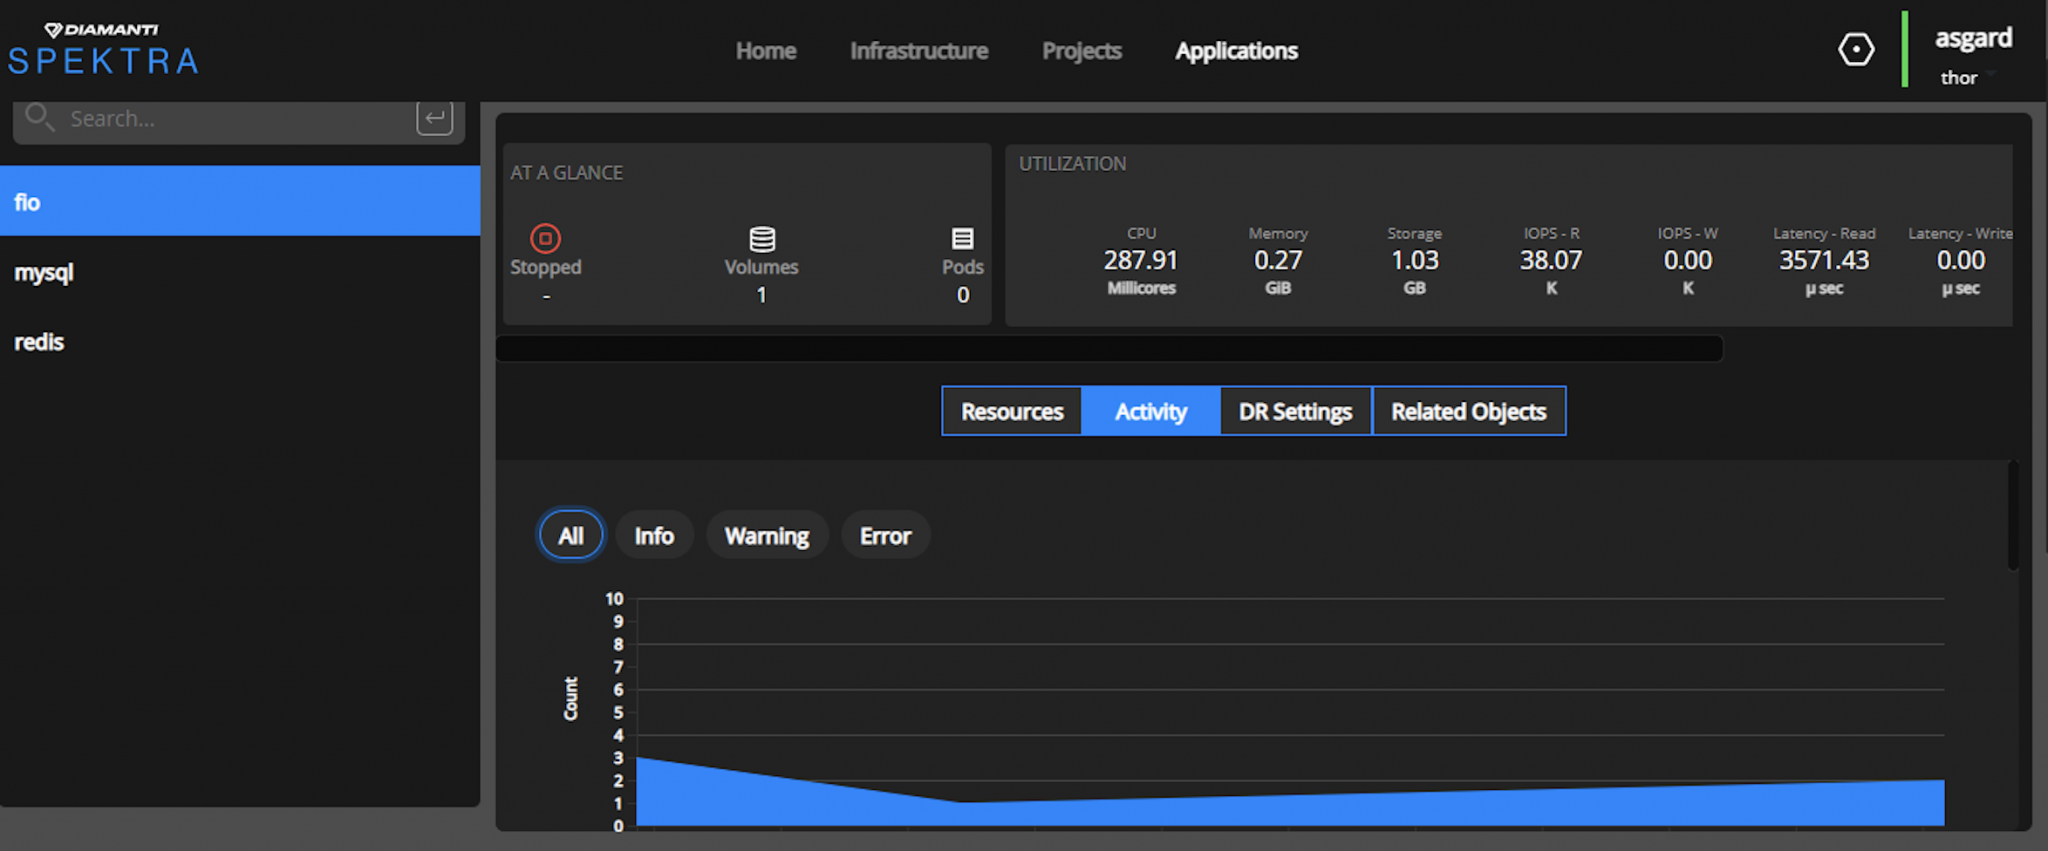 DIAMANTI
SPEKTRA
Home Infrastructure Projects Applications
asgard
thor
Search...
fio
mysql
redis
AT A GLANCE
Stopped Volumes Pods
- 1 0
UTILIZATION
CPU Memory Storage IOPS - R IOPS - W Latency - Read Latency - Write
287.91 0.27 1.03 38.07 0.00 3571.43 0.00
Millicores GiB GB K K µ sec µ sec
Resources Activity DR Settings Related Objects
All Info Warning Error
Count
10
9
8
7
6
5
4
3
2
1
0